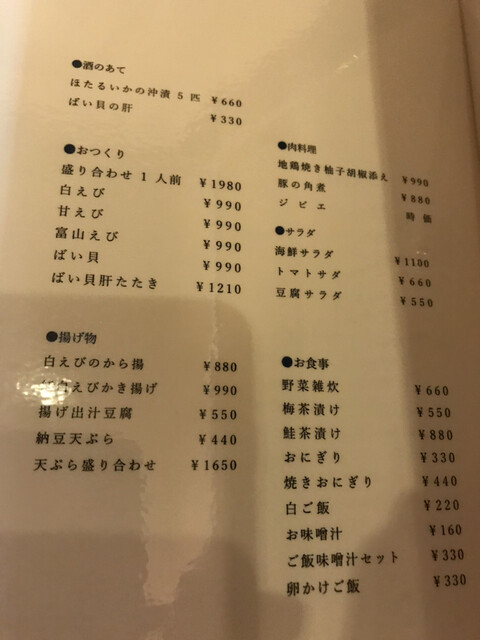 ●酒のあて
ほたるいかの沖漬5匹 ¥660
ばい貝の肝 ¥330
●おつくり
盛り合わせ1人前 ¥1980
白えび ¥990
甘えび ¥990
富山えび ¥990
ばい貝 ¥990
ばい貝肝たたき ¥1210
●揚げ物
白えびのから揚 ¥880
白えびかき揚げ ¥990
揚げ出汁豆腐 ¥550
納豆天ぷら ¥440
天ぷら盛り合わせ ¥1650
●肉料理
地鶏焼き柚子胡椒添え ¥990
豚の角煮 ¥880
ジビエ 時価
●サラダ
海鮮サラダ ¥1100
トマトサダ ¥660
豆腐サラダ ¥550
●お食事
野菜雑炊 ¥660
梅茶漬け ¥550
鮭茶漬け ¥880
おにぎり ¥330
焼きおにぎり ¥440
白ご飯 ¥220
お味噌汁 ¥160
ご飯味噌汁セット ¥330
卵かけご飯 ¥330